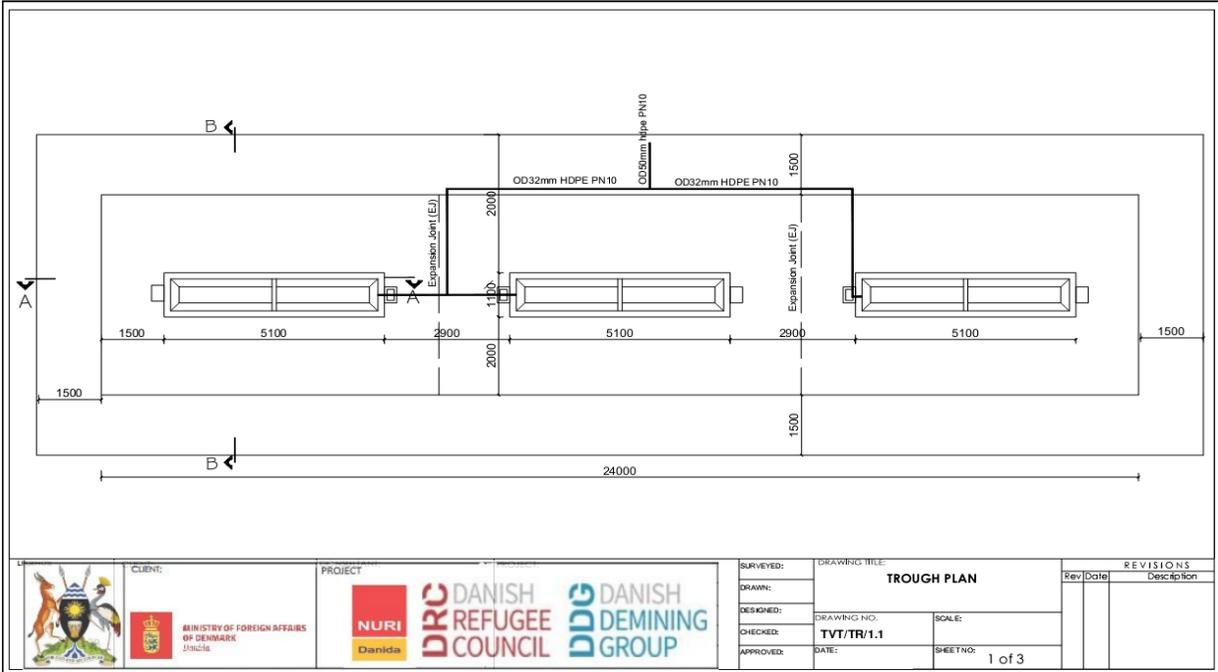 B
OD50mm hdpe PN10
1500
OD32mm HDPE PN10
OD32mm HDPE PN10
2000
Expansion Joint (EJ)
Expansion Joint (EJ)
A
A
1100
1500
5100
2900
5100
2900
5100
1500
2000
1500
1500
B
24000
CLIENT:
MINISTRY OF FOREIGN AFFAIRS
OF DENMARK
Danida
PROJECT
NURI
Danida
DRC DANISH
REFUGEE
COUNCIL
DDG DANISH
DEMINING
GROUP
SURVEYED:
DRAWN:
DESIGNED:
CHECKED:
APPROVED:
DRAWING TITLE:
TROUGH PLAN
DRAWING NO.
TVT/TR/1.1
SCALE:
DATE:
SHEET NO:
1 of 3
REVISIONS
Rev Date Description